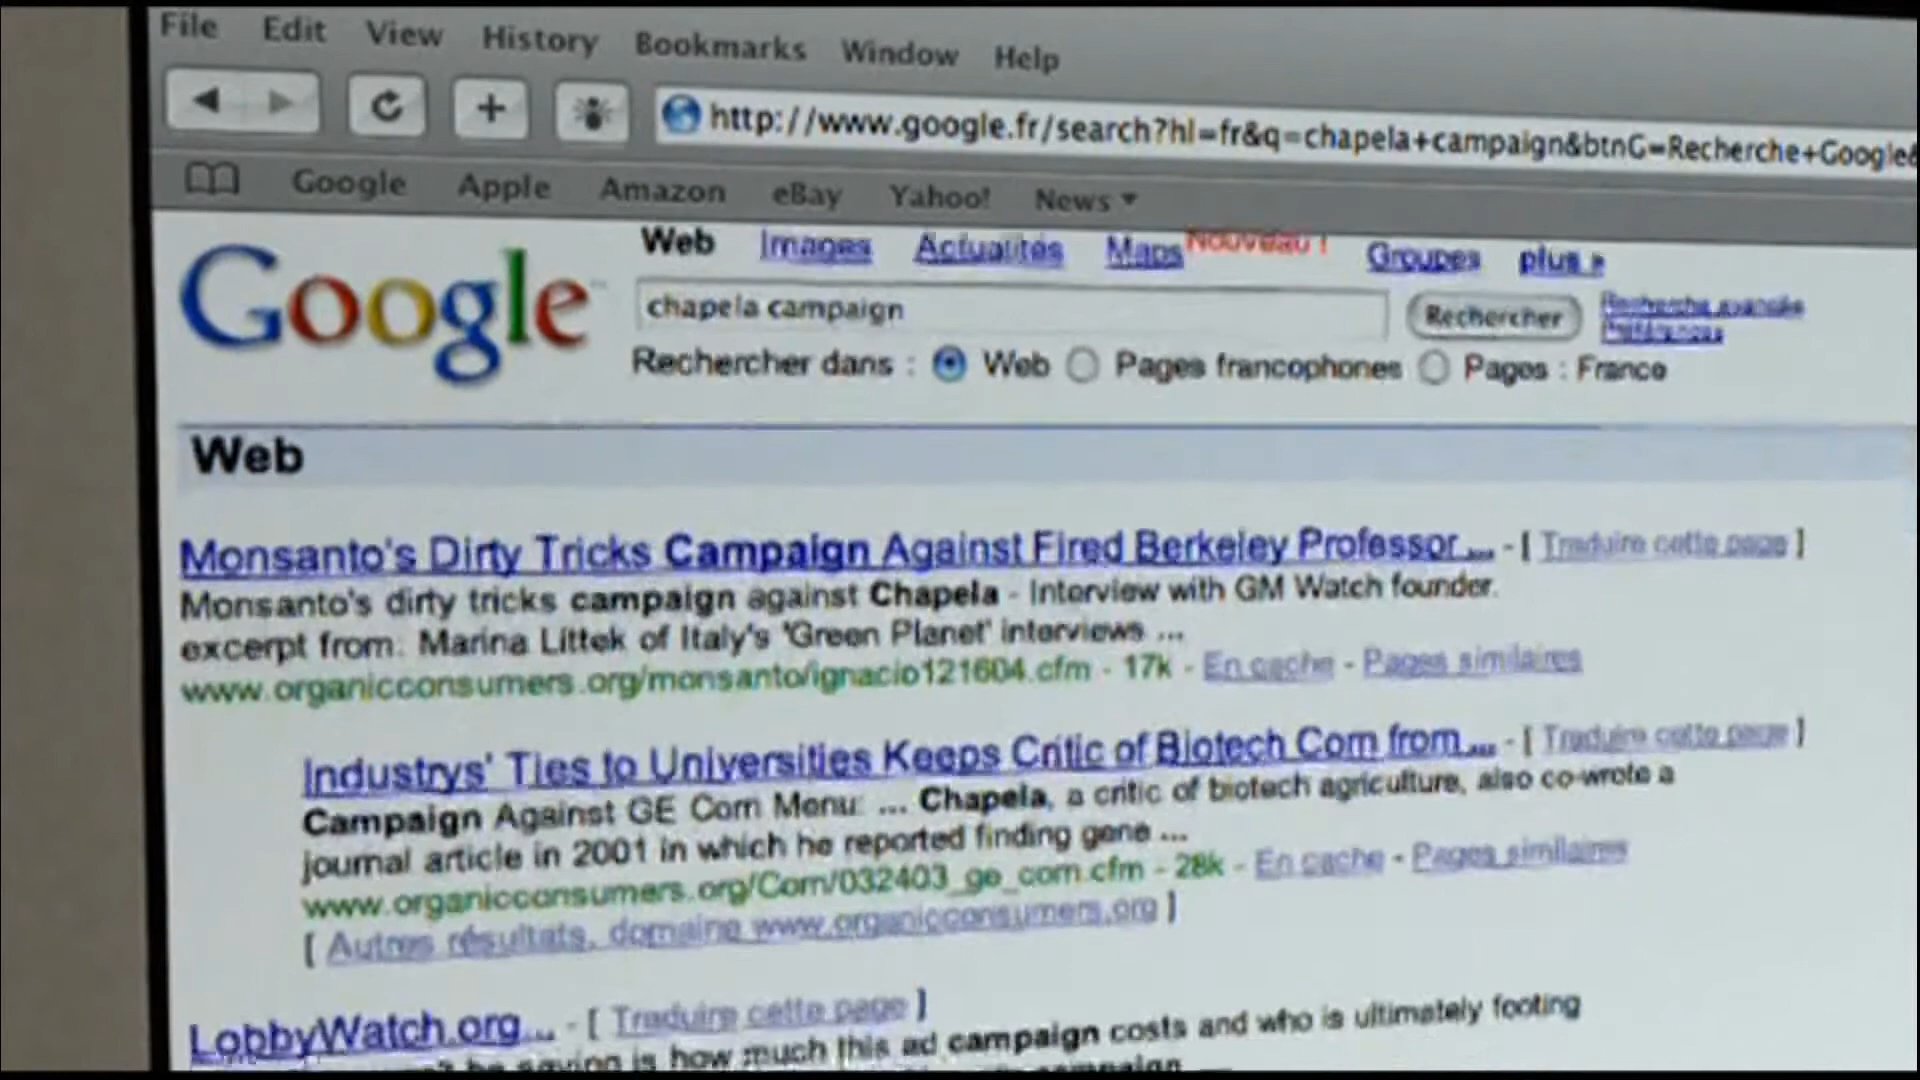 File Edit View History Bookmarks Window Help
http://www.google.fr/search?hl=fr&q=chapela+campaign&btnG=Recherche+Google&
Google Apple Amazon eBay Yahoo! News
Web Images Actualités Maps Nouveau ! Groupes plus »
Google
chapela campaign Rechercher Recherche avancée
Préférences
Rechercher dans : Web Pages francophones Pages : France
Web
Monsanto's Dirty Tricks Campaign Against Fired Berkeley Professor ... - [ Traduire cette page ]
Monsanto's dirty tricks campaign against Chapela - Interview with GM Watch founder.
excerpt from: Marina Littek of Italy's 'Green Planet' interviews ...
www.organicconsumers.org/monsanto/ignacio121604.cfm - 17k - En cache - Pages similaires
Industrys' Ties to Universities Keeps Critic of Biotech Corn from ... - [ Traduire cette page ]
Campaign Against GE Corn Menu: ... Chapela, a critic of biotech agriculture, also co-wrote a
journal article in 2001 in which he reported finding gene ...
www.organicconsumers.org/Corn/032403_ge_corn.cfm - 28k - En cache - Pages similaires
[ Autres résultats, domaine www.organicconsumers.org ]
LobbyWatch.org ... - [ Traduire cette page ]
is how much this ad campaign costs and who is ultimately footing